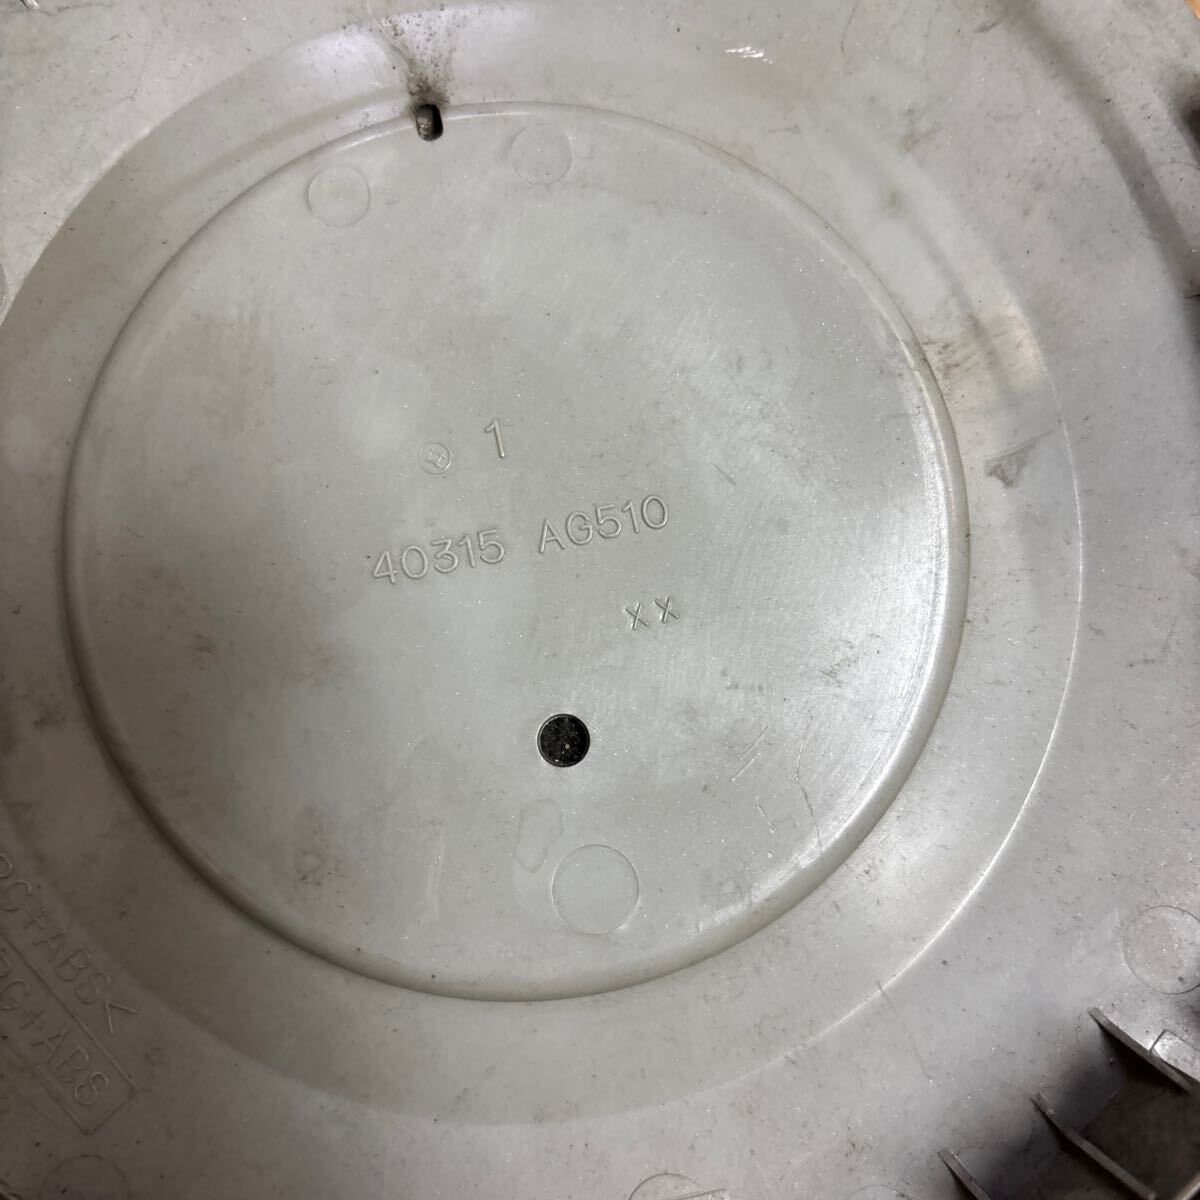 1
40315 AG510
XX
PC+ABS<
PC+ABS